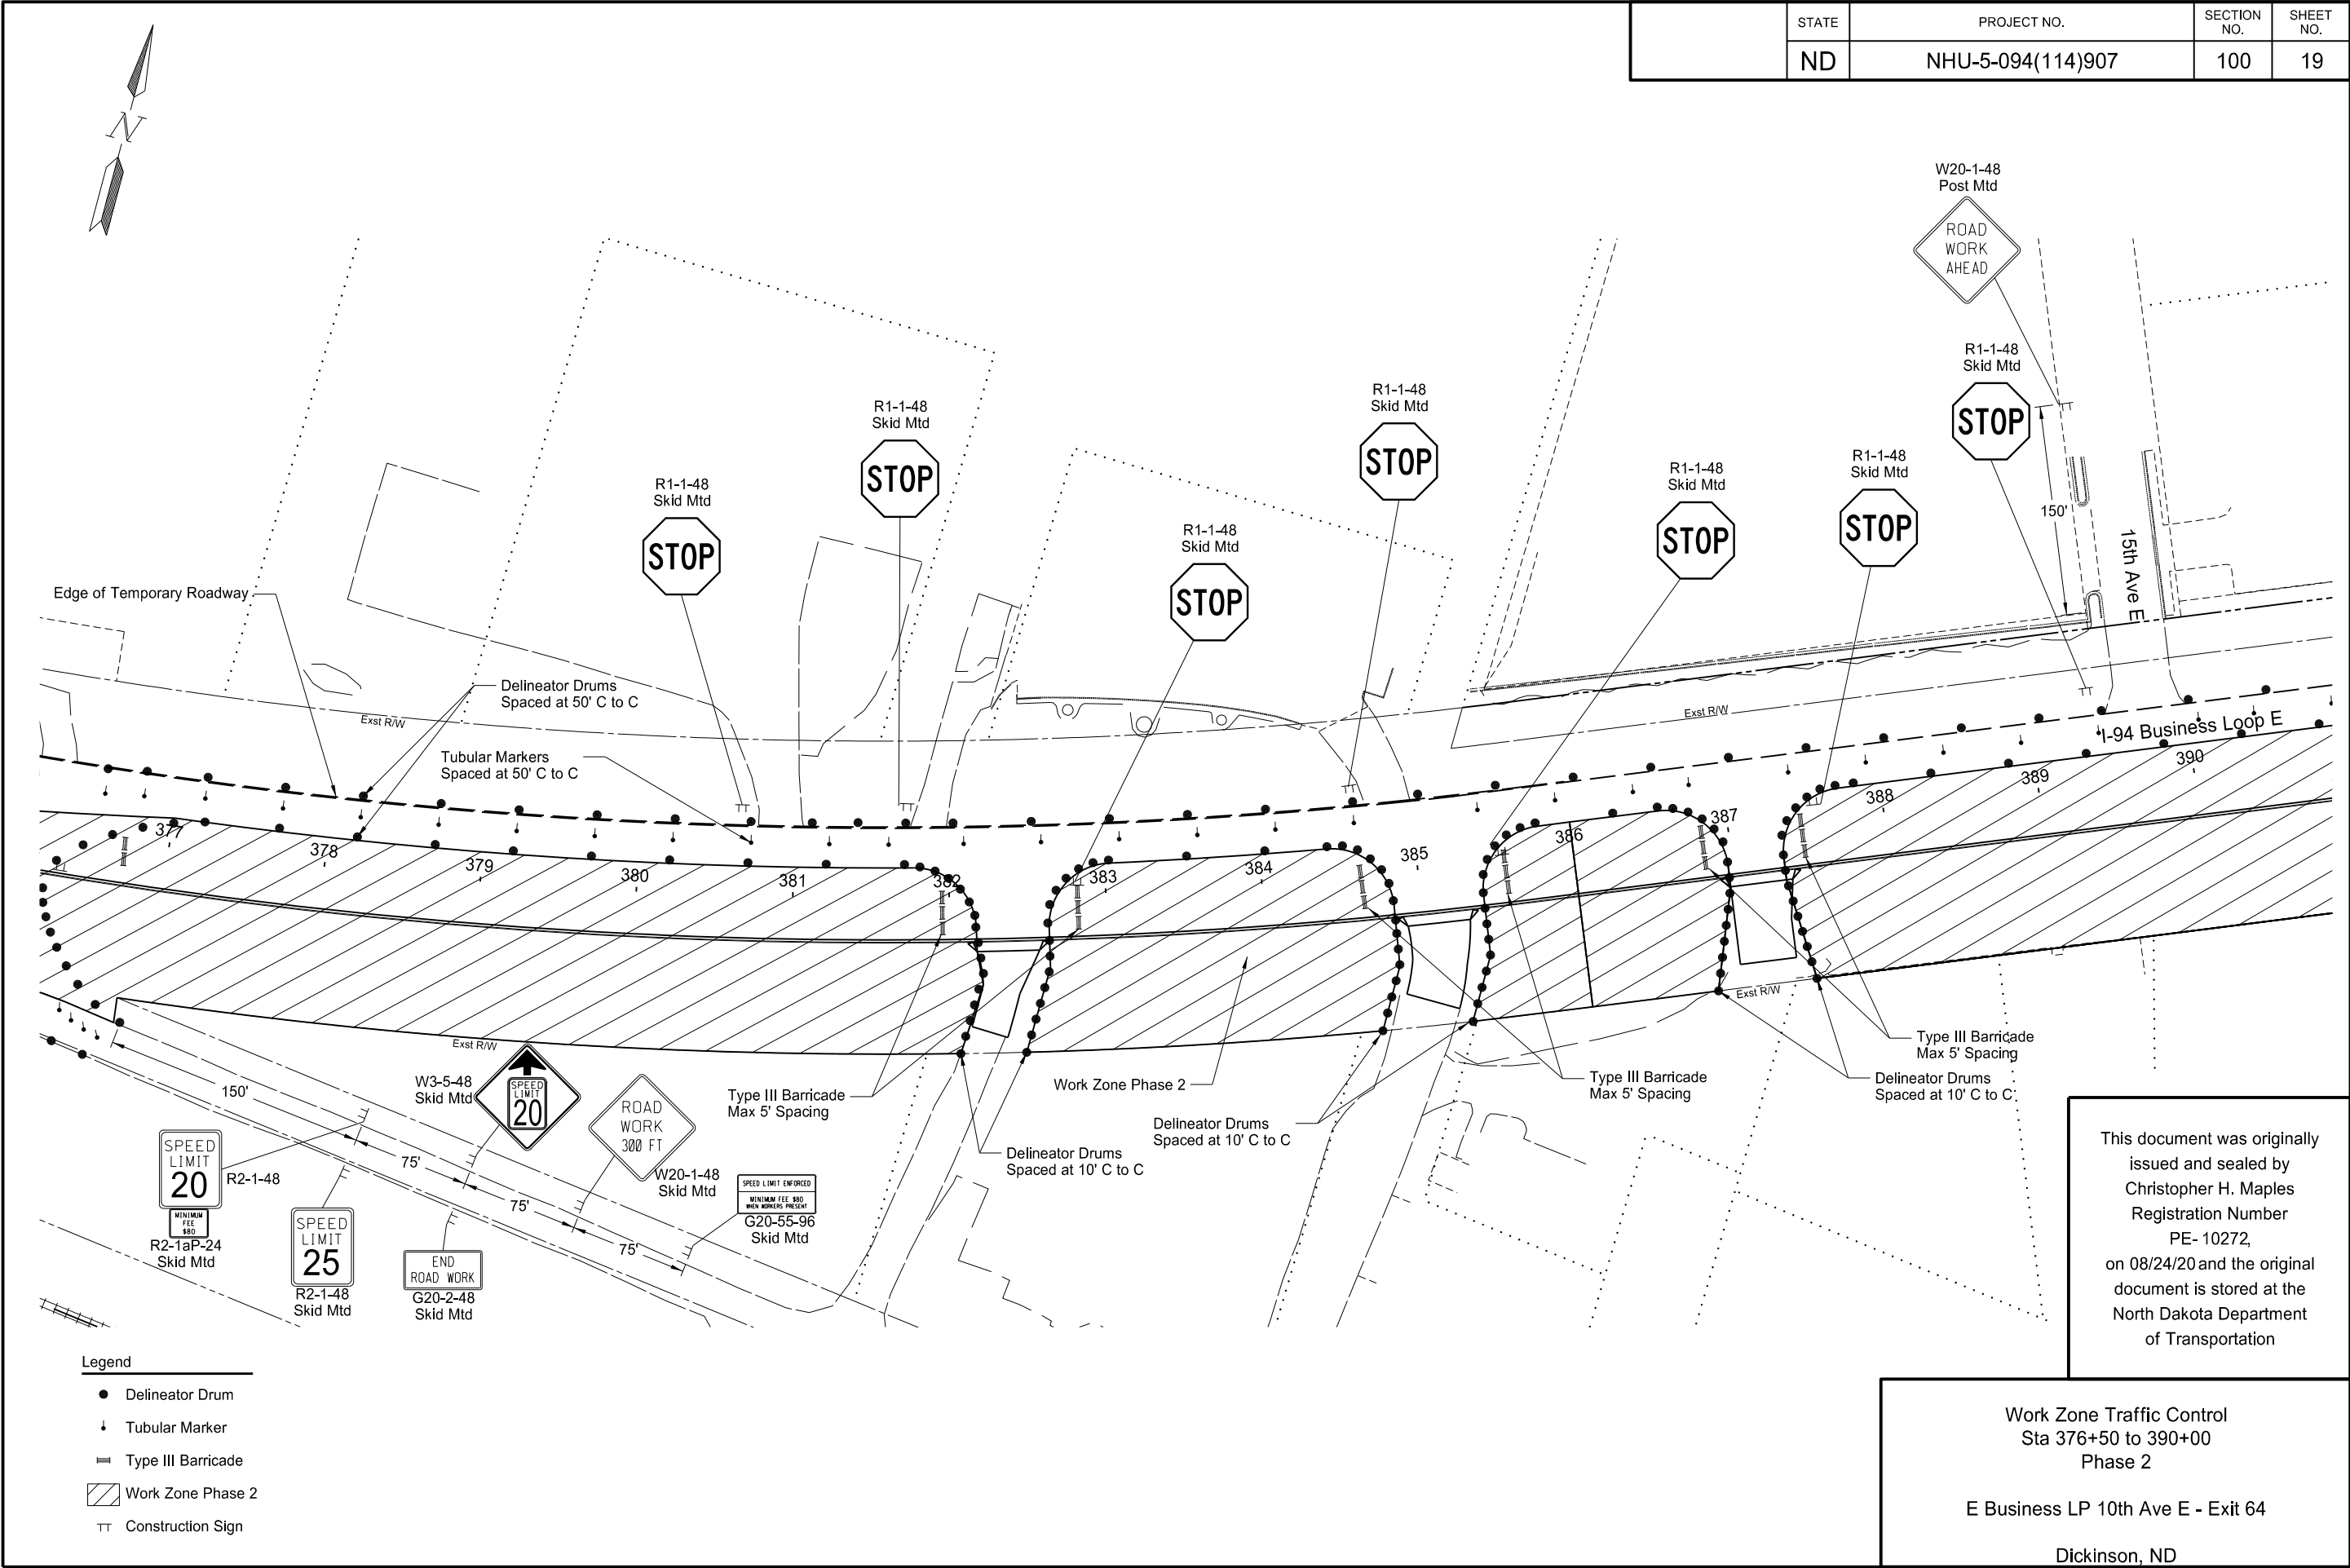 STATE
PROJECT NO.
SECTION
NO.
SHEET
NO.
ND
NHU-5-094(114)907
100
19
N
W20-1-48
Post Mtd
ROAD
WORK
AHEAD
R1-1-48
Skid Mtd
STOP
R1-1-48
Skid Mtd
STOP
R1-1-48
Skid Mtd
STOP
R1-1-48
Skid Mtd
STOP
R1-1-48
Skid Mtd
STOP
R1-1-48
Skid Mtd
STOP
R1-1-48
Skid Mtd
STOP
150'
15th Ave E
Edge of Temporary Roadway
Delineator Drums
Spaced at 50' C to C
Exst R/W
Exst R/W
Tubular Markers
Spaced at 50' C to C
I-94 Business Loop E
377
378
379
380
381
382
383
384
385
386
387
388
389
390
Exst R/W
Exst R/W
150'
75'
75'
75'
W3-5-48
Skid Mtd
SPEED
LIMIT
20
ROAD
WORK
300 FT
W20-1-48
Skid Mtd
SPEED LIMIT ENFORCED
MINIMUM FEE $80
WHEN WORKERS PRESENT
G20-55-96
Skid Mtd
SPEED
LIMIT
20
R2-1-48
MINIMUM
FEE
$80
R2-1aP-24
Skid Mtd
SPEED
LIMIT
25
R2-1-48
Skid Mtd
END
ROAD WORK
G20-2-48
Skid Mtd
Type III Barricade
Max 5' Spacing
Delineator Drums
Spaced at 10' C to C
Work Zone Phase 2
Delineator Drums
Spaced at 10' C to C
Type III Barricade
Max 5' Spacing
Type III Barricade
Max 5' Spacing
Delineator Drums
Spaced at 10' C to C
This document was originally
issued and sealed by
Christopher H. Maples
Registration Number
PE- 10272,
on 08/24/20 and the original
document is stored at the
North Dakota Department
of Transportation
Legend
Delineator Drum
Tubular Marker
Type III Barricade
Work Zone Phase 2
Construction Sign
Work Zone Traffic Control
Sta 376+50 to 390+00
Phase 2
E Business LP 10th Ave E - Exit 64
Dickinson, ND